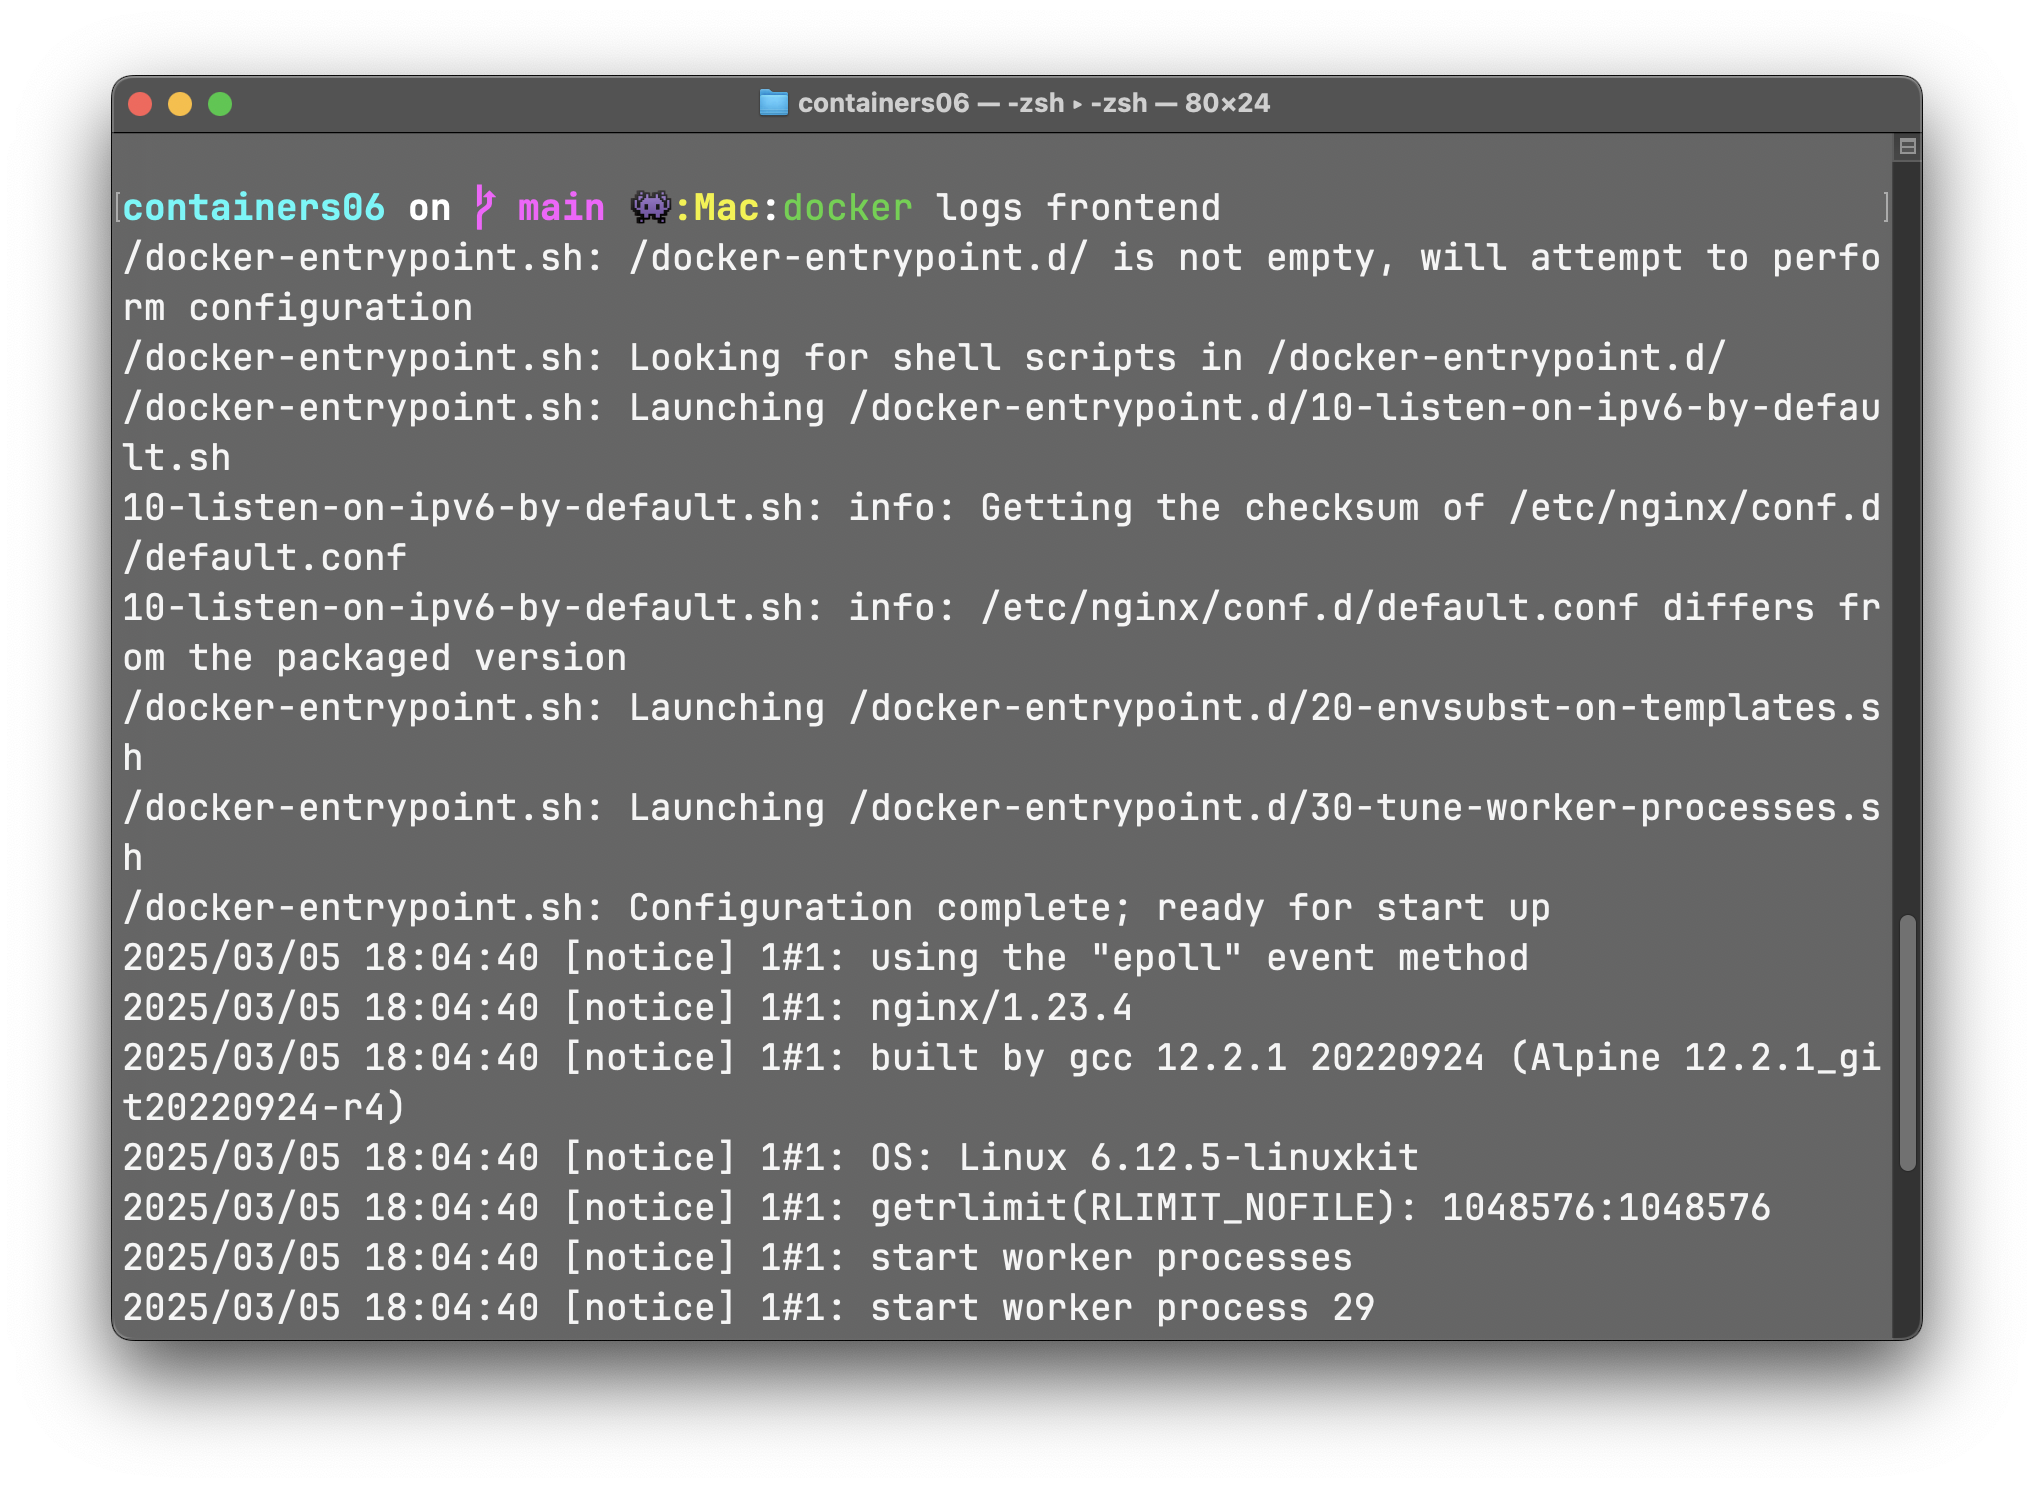 containers06 — -zsh ▸ -zsh — 80×24
containers06 on main 👾:Mac:docker logs frontend
/docker-entrypoint.sh: /docker-entrypoint.d/ is not empty, will attempt to perfo
rm configuration
/docker-entrypoint.sh: Looking for shell scripts in /docker-entrypoint.d/
/docker-entrypoint.sh: Launching /docker-entrypoint.d/10-listen-on-ipv6-by-defau
lt.sh
10-listen-on-ipv6-by-default.sh: info: Getting the checksum of /etc/nginx/conf.d
/default.conf
10-listen-on-ipv6-by-default.sh: info: /etc/nginx/conf.d/default.conf differs fr
om the packaged version
/docker-entrypoint.sh: Launching /docker-entrypoint.d/20-envsubst-on-templates.s
h
/docker-entrypoint.sh: Launching /docker-entrypoint.d/30-tune-worker-processes.s
h
/docker-entrypoint.sh: Configuration complete; ready for start up
2025/03/05 18:04:40 [notice] 1#1: using the "epoll" event method
2025/03/05 18:04:40 [notice] 1#1: nginx/1.23.4
2025/03/05 18:04:40 [notice] 1#1: built by gcc 12.2.1 20220924 (Alpine 12.2.1_gi
t20220924-r4)
2025/03/05 18:04:40 [notice] 1#1: OS: Linux 6.12.5-linuxkit
2025/03/05 18:04:40 [notice] 1#1: getrlimit(RLIMIT_NOFILE): 1048576:1048576
2025/03/05 18:04:40 [notice] 1#1: start worker processes
2025/03/05 18:04:40 [notice] 1#1: start worker process 29